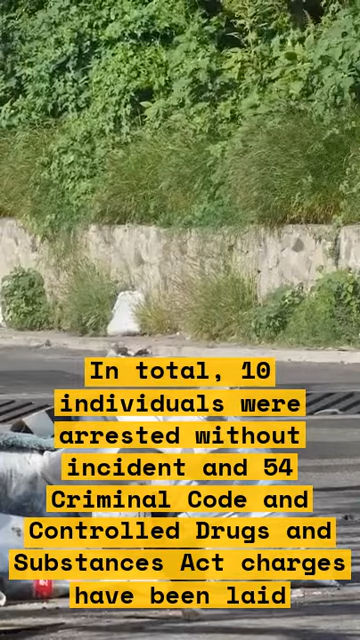 In total, 10
individuals were
arrested without
incident and 54
Criminal Code and
Controlled Drugs and
Substances Act charges
have been laid